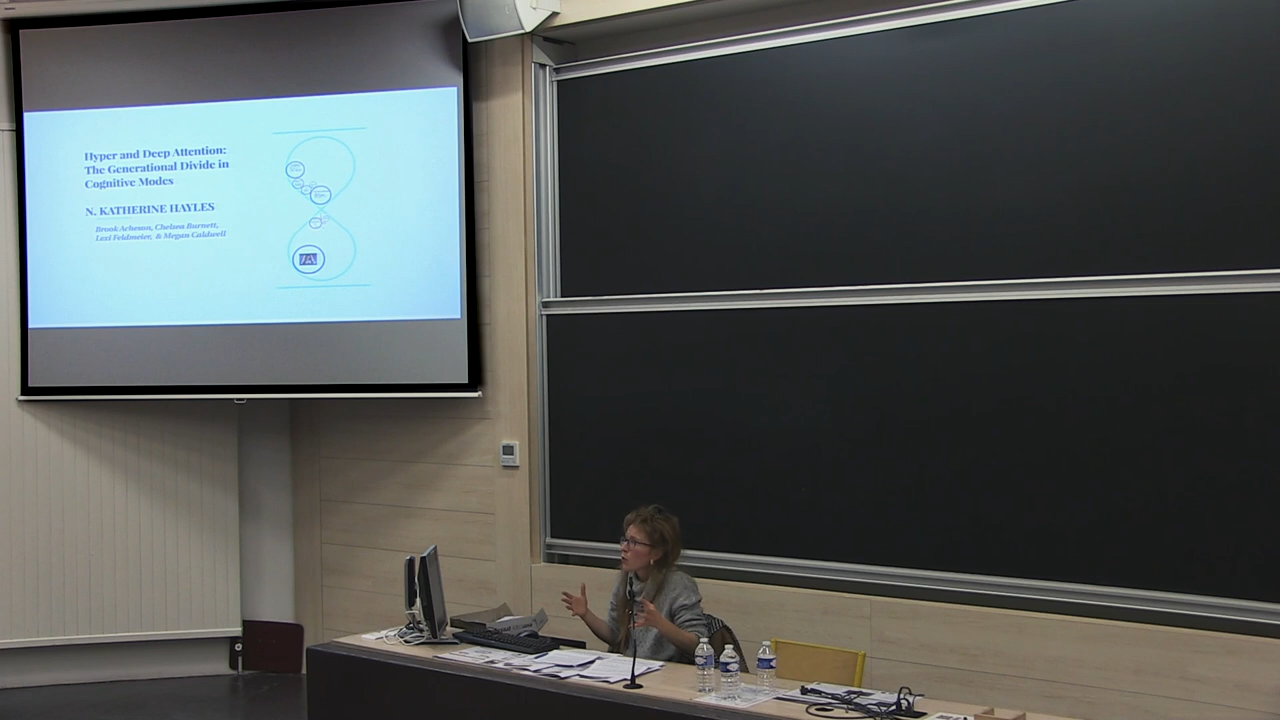 Hyper and Deep Attention:
The Generational Divide in
Cognitive Modes
N. KATHERINE HAYLES
Brook Acheson, Chelsea Burnett,
Lexi Feldmeier, & Megan Caldwell